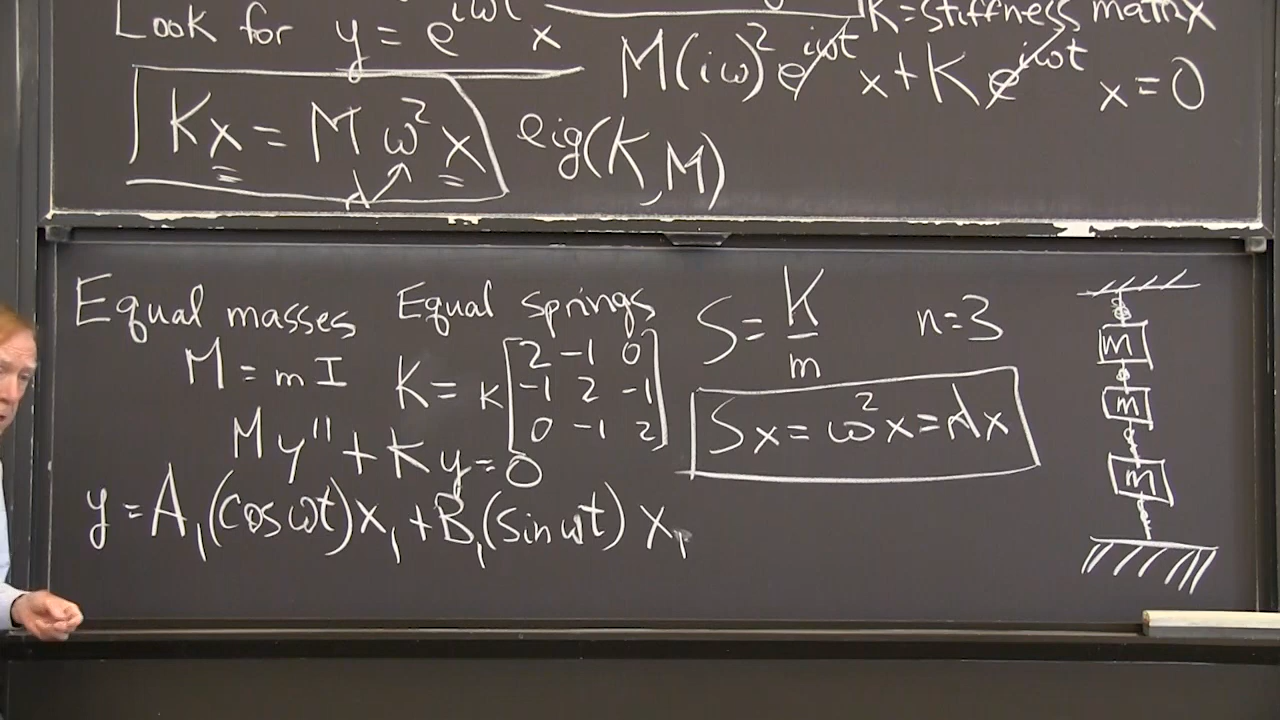 Look for y = e^{iωt} x
K = stiffness matrix
M(iω)² e^{iωt} x + K e^{iωt} x = 0
Kx = Mω² x
λ
eig(K, M)
Equal masses Equal springs
M = m I
K = K [2 -1 0
-1 2 -1
0 -1 2]
My'' + Ky = 0
y = A₁(cos ωt)x₁ + B₁(sin ωt) x₁
S = K/m
n=3
Sx = ω²x = λx
m
m
m